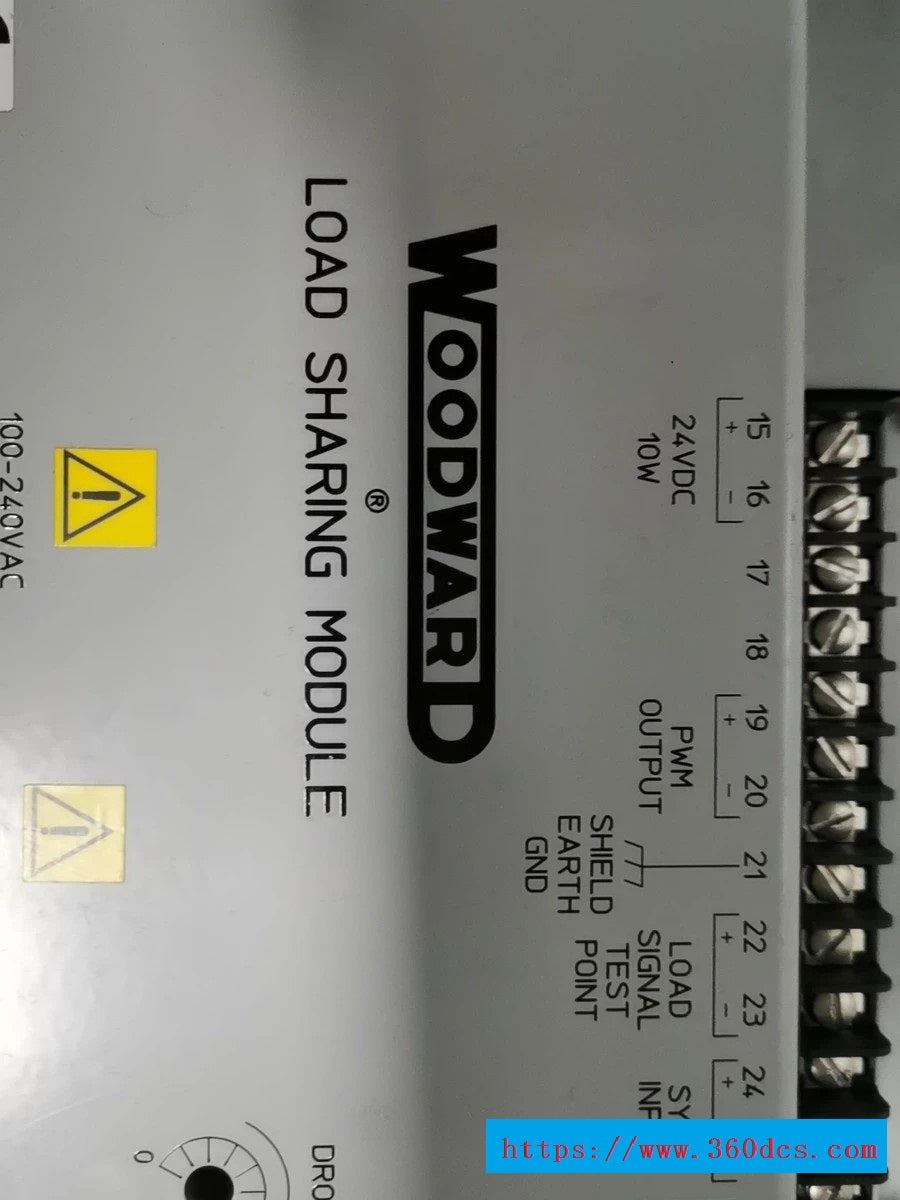 15 16 17 18 19 20 21 22 23 24
+ - + - + - +
24VDC
10W
PWM
OUTPUT
SHIELD
EARTH
GND
LOAD
SIGNAL
TEST
POINT
WOODWARD
®
LOAD SHARING MODULE
100-240VAC
0
https://www.360dcs.com